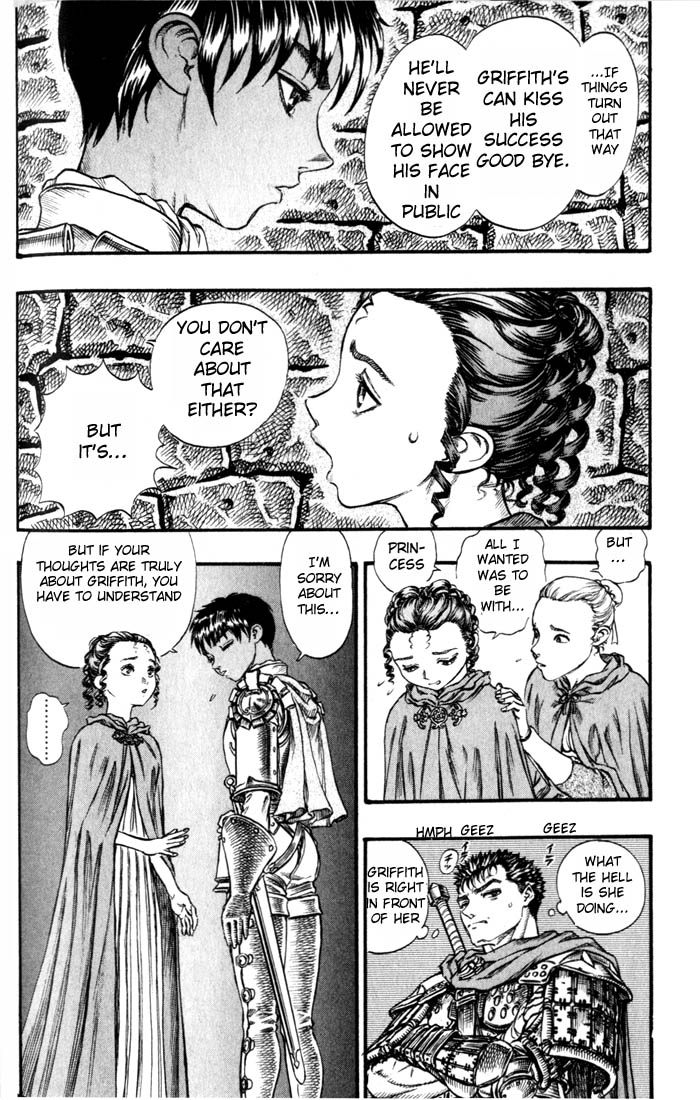 ...IF
THINGS
TURN
OUT
THAT
WAY
GRIFFITH'S
CAN KISS
HIS
SUCCESS
GOOD BYE.
HE'LL
NEVER
BE
ALLOWED
TO SHOW
HIS FACE
IN
PUBLIC
YOU DON'T
CARE
ABOUT
THAT
EITHER?
BUT
IT'S...
BUT
...
ALL I
WANTED
WAS TO
BE
WITH...
PRIN-
CESS
I'M
SORRY
ABOUT
THIS...
BUT IF YOUR
THOUGHTS ARE TRULY
ABOUT GRIFFITH, YOU
HAVE TO UNDERSTAND
........
GEEZ
GEEZ
HMPH
WHAT
THE HELL
IS SHE
DOING...
GRIFFITH
IS RIGHT
IN FRONT
OF HER